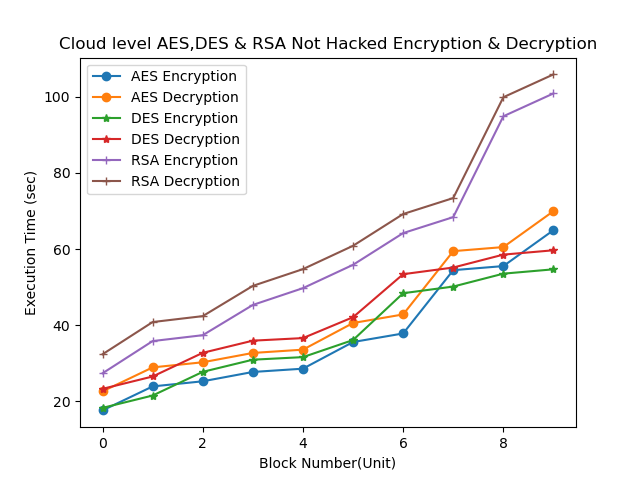 Cloud level AES,DES & RSA Not Hacked Encryption & Decryption
AES Encryption
AES Decryption
DES Encryption
DES Decryption
RSA Encryption
RSA Decryption
100
80
60
40
20
Execution Time (sec)
0 2 4 6 8
Block Number(Unit)